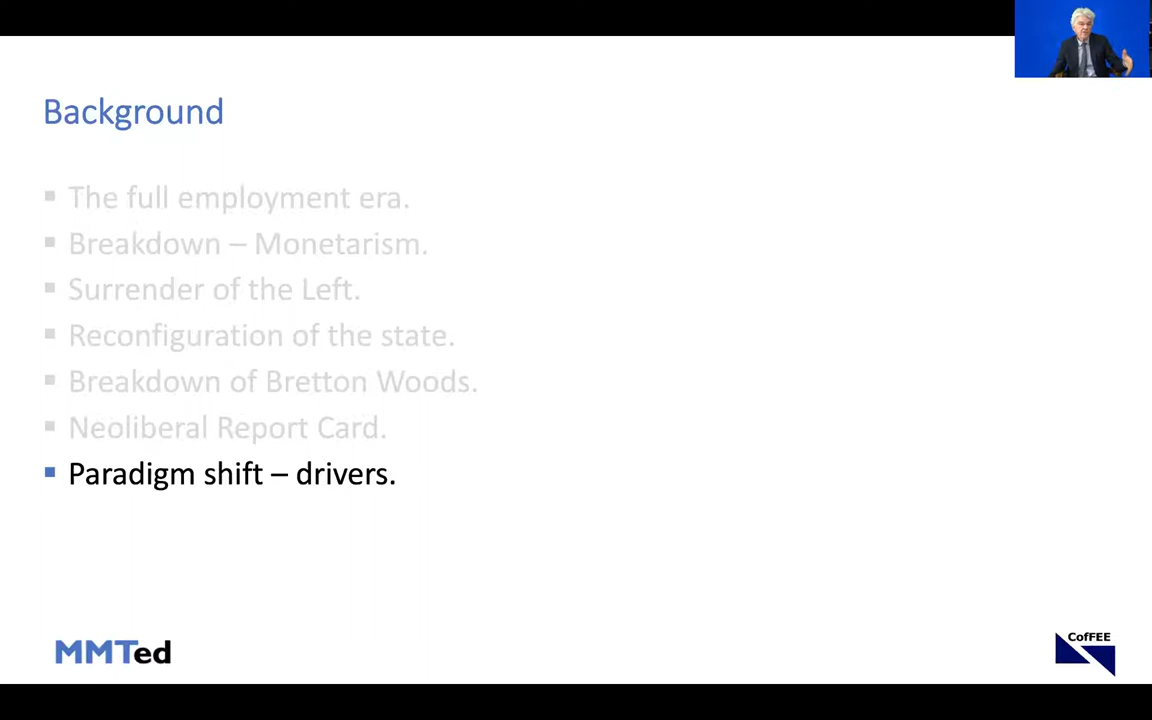 Background
The full employment era.
Breakdown – Monetarism.
Surrender of the Left.
Reconfiguration of the state.
Breakdown of Bretton Woods.
Neoliberal Report Card.
Paradigm shift – drivers.
MMTed
CofFEE